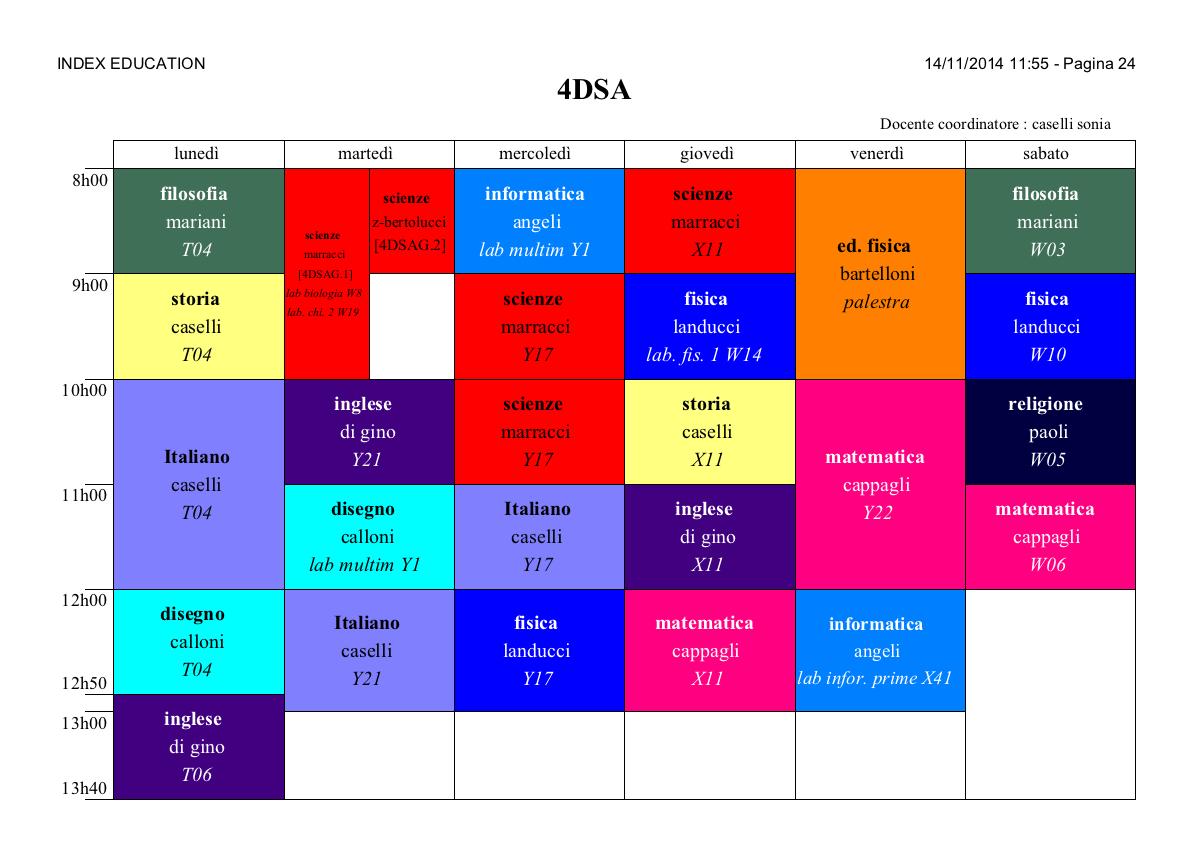 INDEX EDUCATION
14/11/2014 11:55 - Pagina 24
4DSA
Docente coordinatore : caselli sonia
lunedì
martedì
mercoledì
giovedì
venerdì
sabato
8h00
9h00
10h00
11h00
12h00
12h50
13h00
13h40
filosofia
mariani
T04
storia
caselli
T04
Italiano
caselli
T04
disegno
calloni
T04
inglese
di gino
T06
scienze
marracci
[4DSAG.1]
lab biologia W8
lab. chi. 2 W19
scienze
z-bertolucci
[4DSAG.2]
inglese
di gino
Y21
disegno
calloni
lab multim Y1
Italiano
caselli
Y21
informatica
angeli
lab multim Y1
scienze
marracci
Y17
scienze
marracci
Y17
Italiano
caselli
Y17
fisica
landucci
Y17
scienze
marracci
X11
fisica
landucci
lab. fis. 1 W14
storia
caselli
X11
inglese
di gino
X11
matematica
cappagli
X11
ed. fisica
bartelloni
palestra
matematica
cappagli
Y22
informatica
angeli
lab infor. prime X41
filosofia
mariani
W03
fisica
landucci
W10
religione
paoli
W05
matematica
cappagli
W06